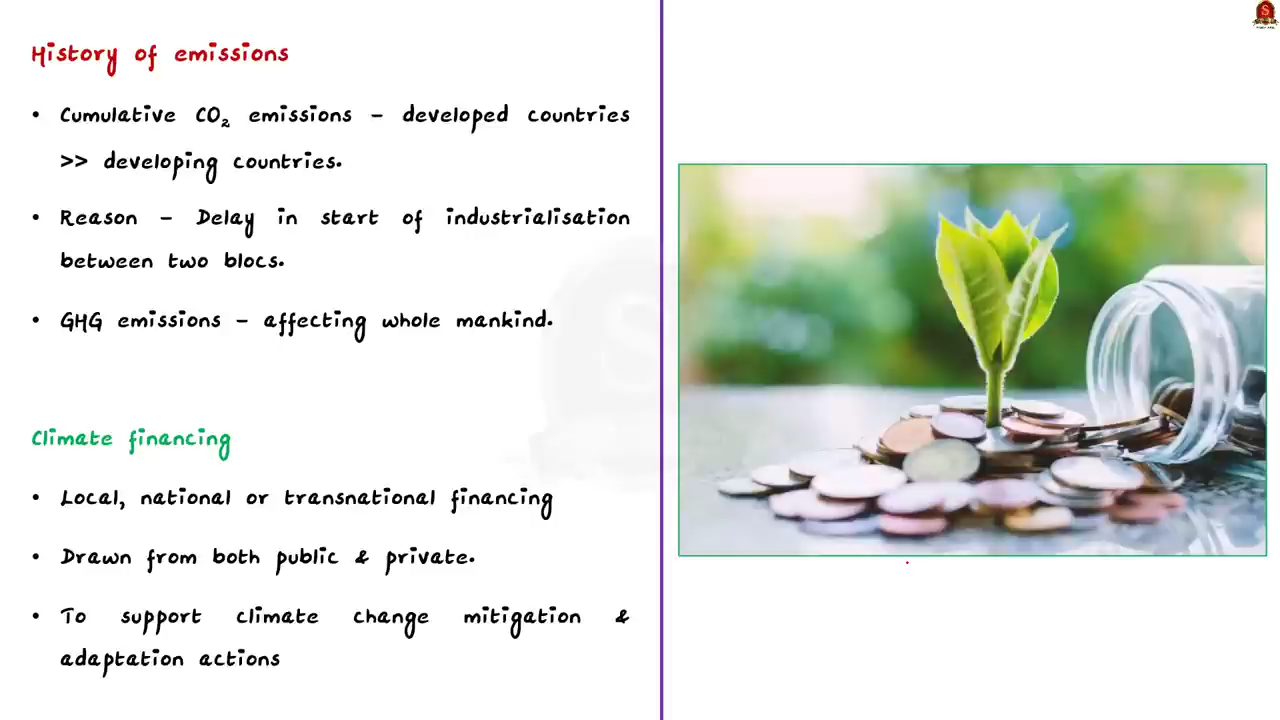 History of emissions
• Cumulative CO₂ emissions – developed countries
>> developing countries.
• Reason – Delay in start of industrialisation
between two blocs.
• GHG emissions – affecting whole mankind.
Climate financing
• Local, national or transnational financing
• Drawn from both public & private.
• To support climate change mitigation &
adaptation actions